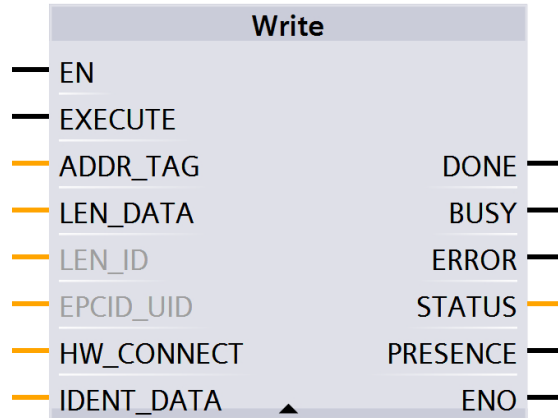 Write
EN
EXECUTE
ADDR_TAG DONE
LEN_DATA BUSY
LEN_ID ERROR
EPCID_UID STATUS
HW_CONNECT PRESENCE
IDENT_DATA ENO